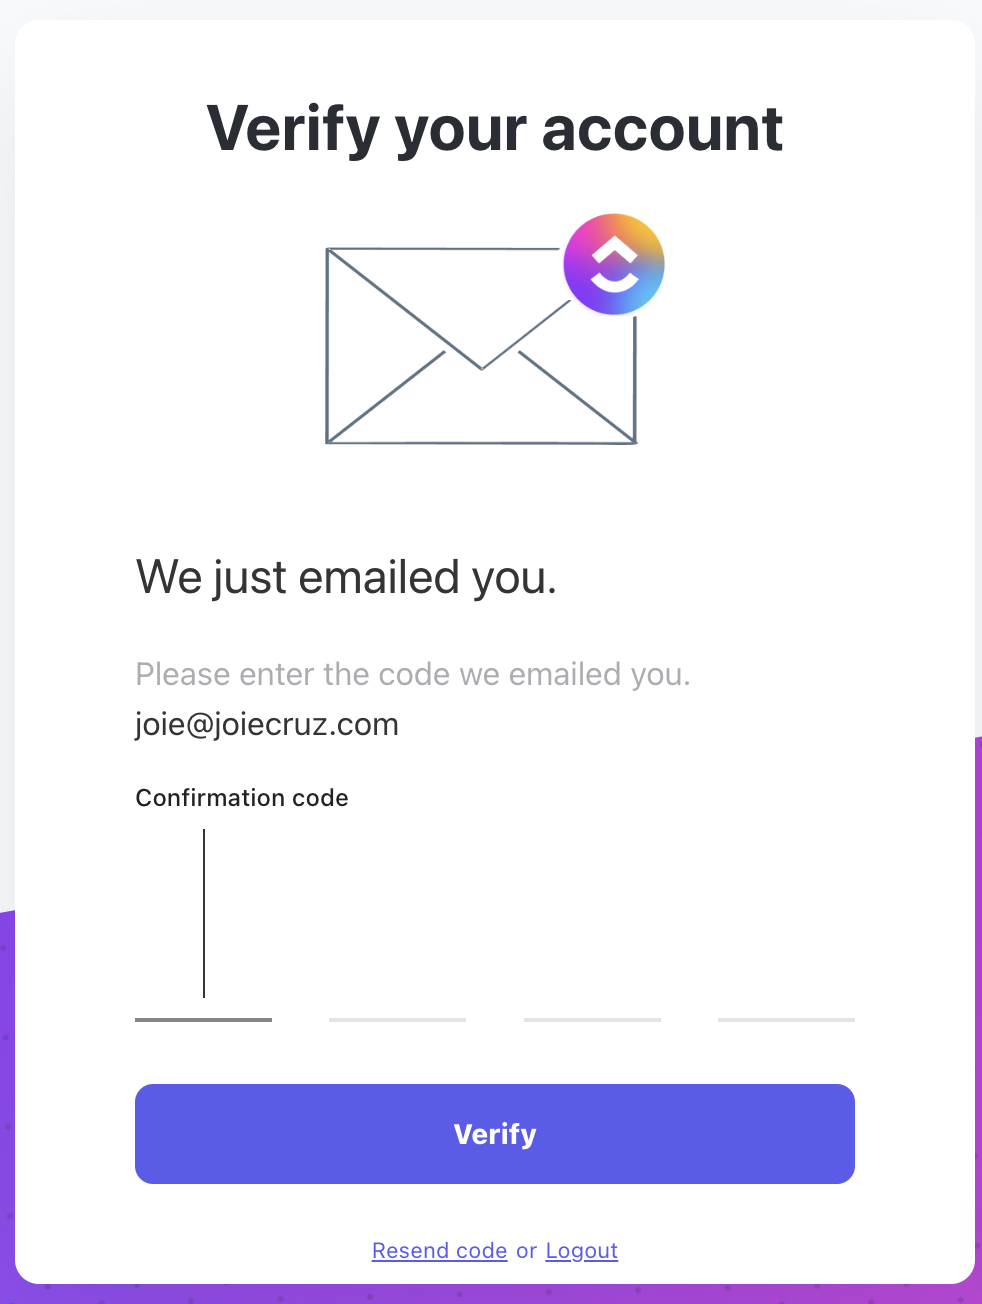 Verify your account
We just emailed you.
Please enter the code we emailed you.
joie@joiecruz.com
Confirmation code
Verify
Resend code or Logout